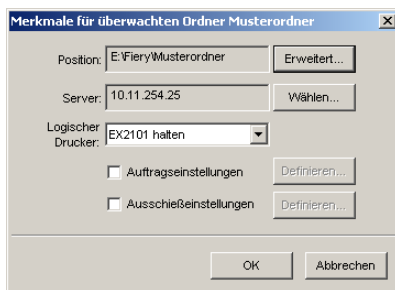 Merkmale für überwachten Ordner Musterordner
Position: E:\Fiery\Musterordner Erweitert...
Server: 10.11.254.25 Wählen...
Logischer
Drucker: EX2101 halten
Auftragseinstellungen Definieren...
Ausschießeinstellungen Definieren...
OK Abbrechen